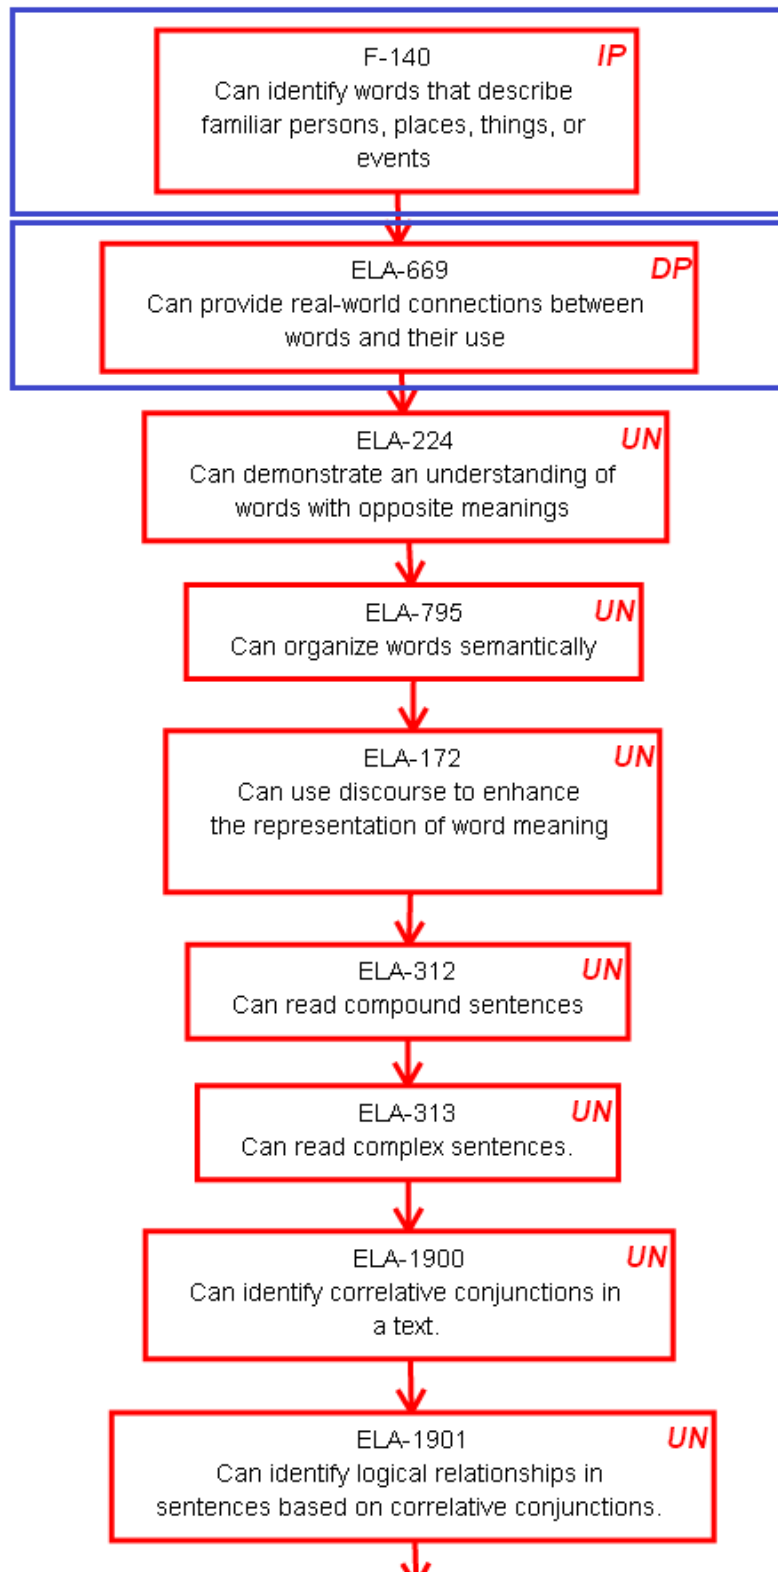 F-140
IP
Can identify words that describe
familiar persons, places, things, or
events
ELA-669
DP
Can provide real-world connections between
words and their use
ELA-224
UN
Can demonstrate an understanding of
words with opposite meanings
ELA-795
UN
Can organize words semantically
ELA-172
UN
Can use discourse to enhance
the representation of word meaning
ELA-312
UN
Can read compound sentences
ELA-313
UN
Can read complex sentences.
ELA-1900
UN
Can identify correlative conjunctions in
a text.
ELA-1901
UN
Can identify logical relationships in
sentences based on correlative conjunctions.